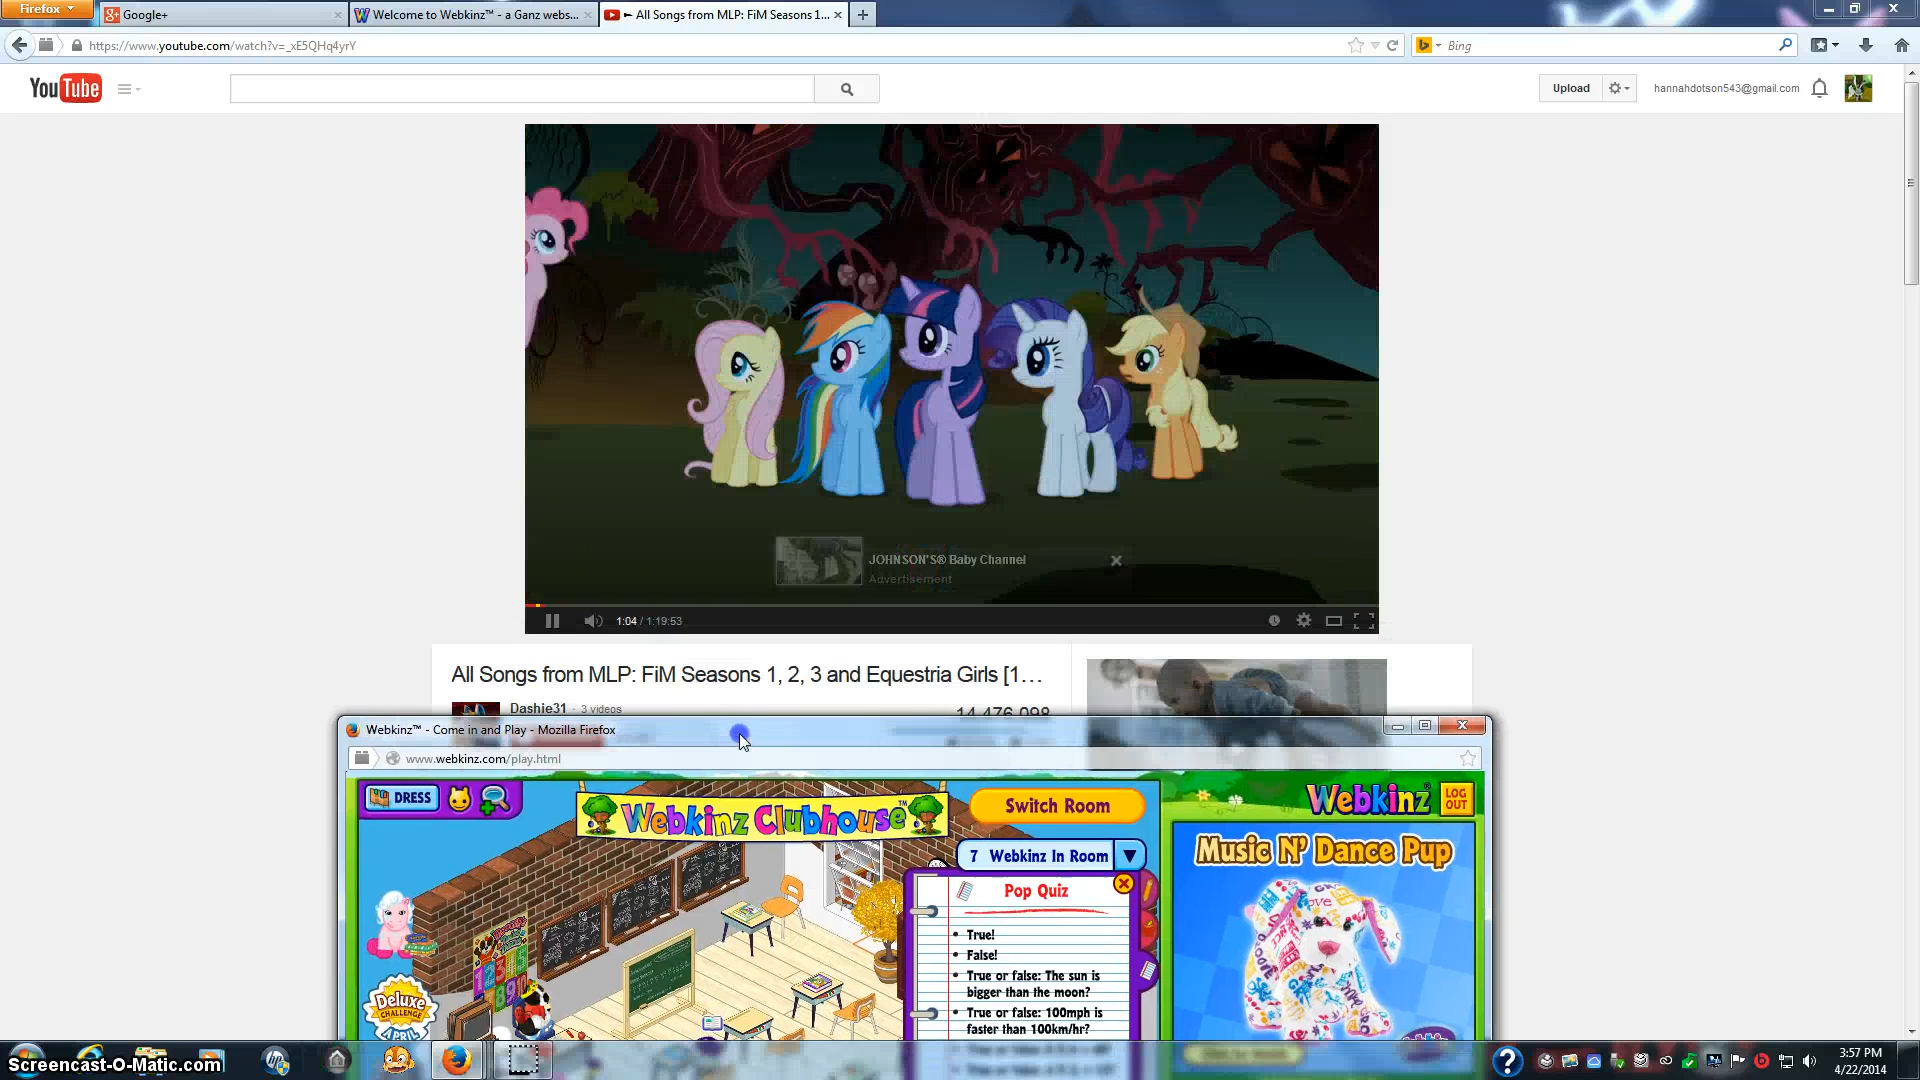 Firefox
Google+
Welcome to Webkinz™ - a Ganz webs...
All Songs from MLP: FiM Seasons 1...
https://www.youtube.com/watch?v=_xE5QHq4yrY
Bing
YouTube
Upload
hannahdotson543@gmail.com
JOHNSON'S® Baby Channel
Advertisement
1:04 / 1:19:53
All Songs from MLP: FiM Seasons 1, 2, 3 and Equestria Girls [1...
Dashie31 - 3 videos
14,476,098
Webkinz™ - Come in and Play - Mozilla Firefox
www.webkinz.com/play.html
DRESS
Webkinz Clubhouse™
Switch Room
Webkinz®
LOG OUT
7 Webkinz In Room
Music N' Dance Pup
Pop Quiz
True!
False!
True or false: The sun is
bigger than the moon?
True or false: 100mph is
faster than 100km/hr?
Deluxe
CHALLENGE
APRIL
Screencast-O-Matic.com
3:57 PM
4/22/2014